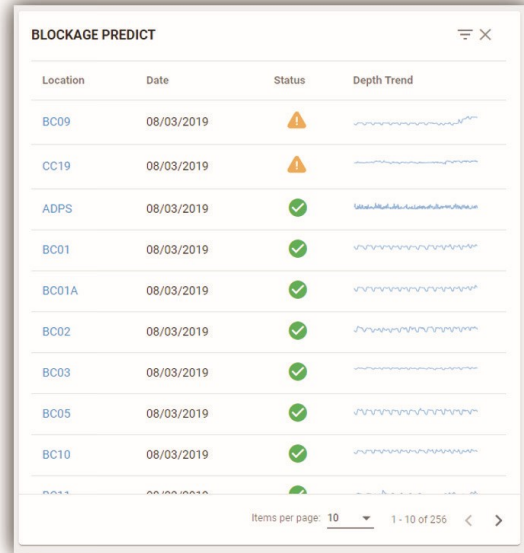 BLOCKAGE PREDICT
Location Date Status Depth Trend
BC09 08/03/2019
CC19 08/03/2019
ADPS 08/03/2019
BC01 08/03/2019
BC01A 08/03/2019
BC02 08/03/2019
BC03 08/03/2019
BC05 08/03/2019
BC10 08/03/2019
Items per page: 10 1 - 10 of 256